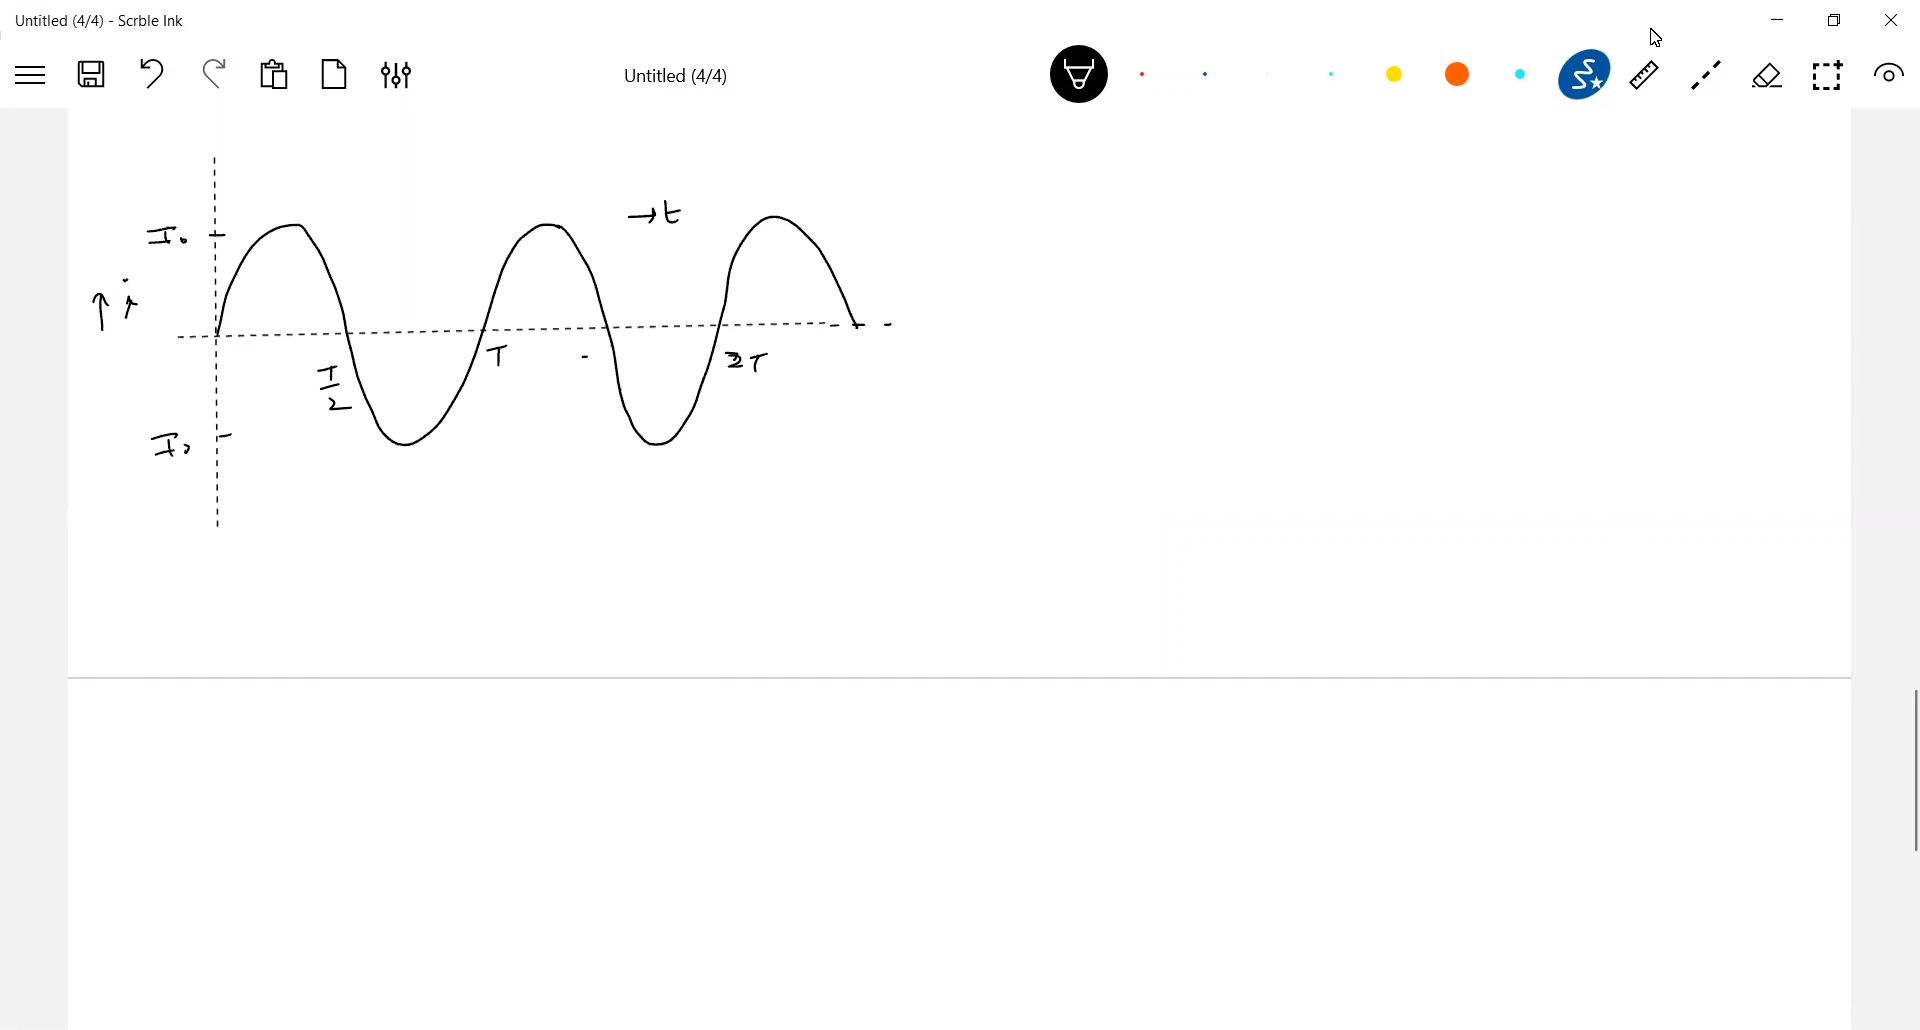 Untitled (4/4) - Scrble Ink
Untitled (4/4)
→t
I₀
↑ i
T
2T
T/2
I₀